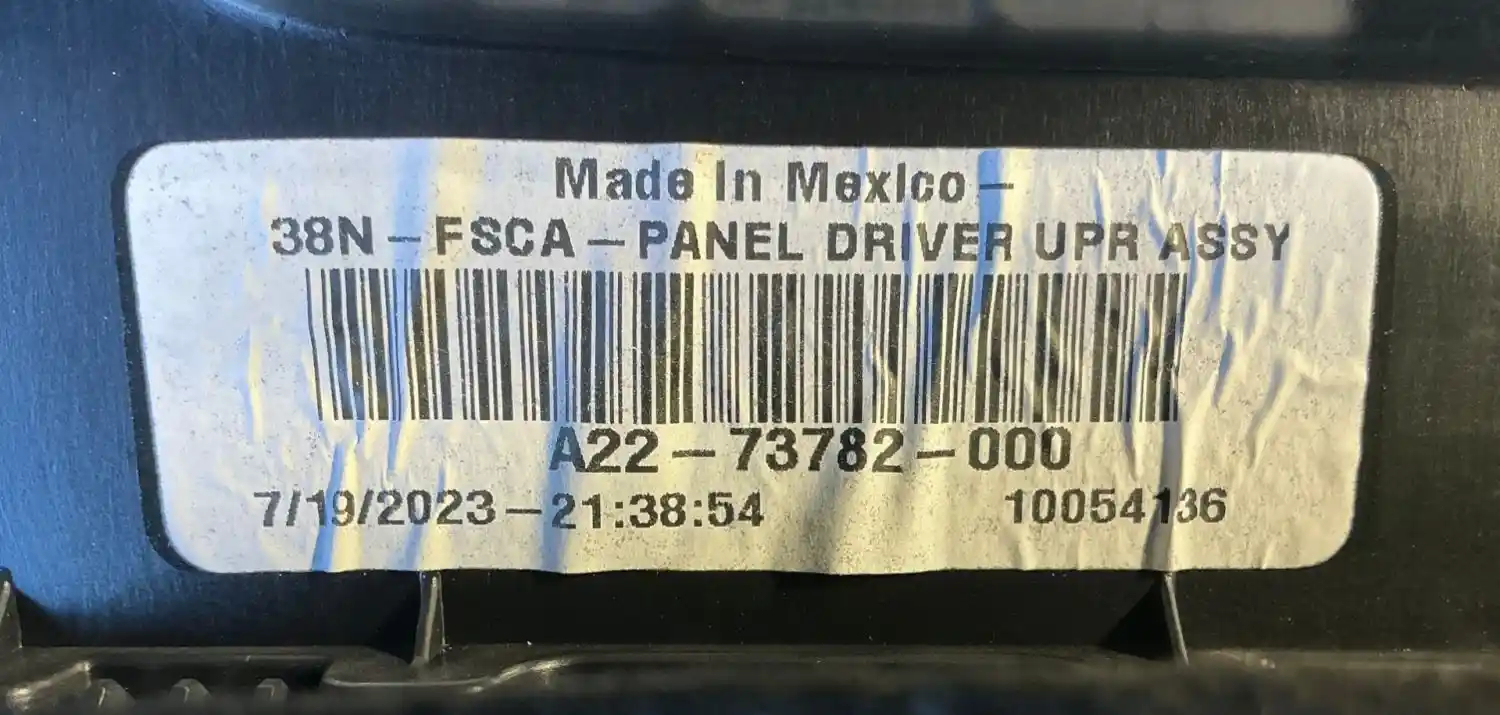 Made In Mexico –
38N – FSCA – PANEL DRIVER UPR ASSY
A22 – 73782 – 000
7/19/2023 – 21:38:54 10054136